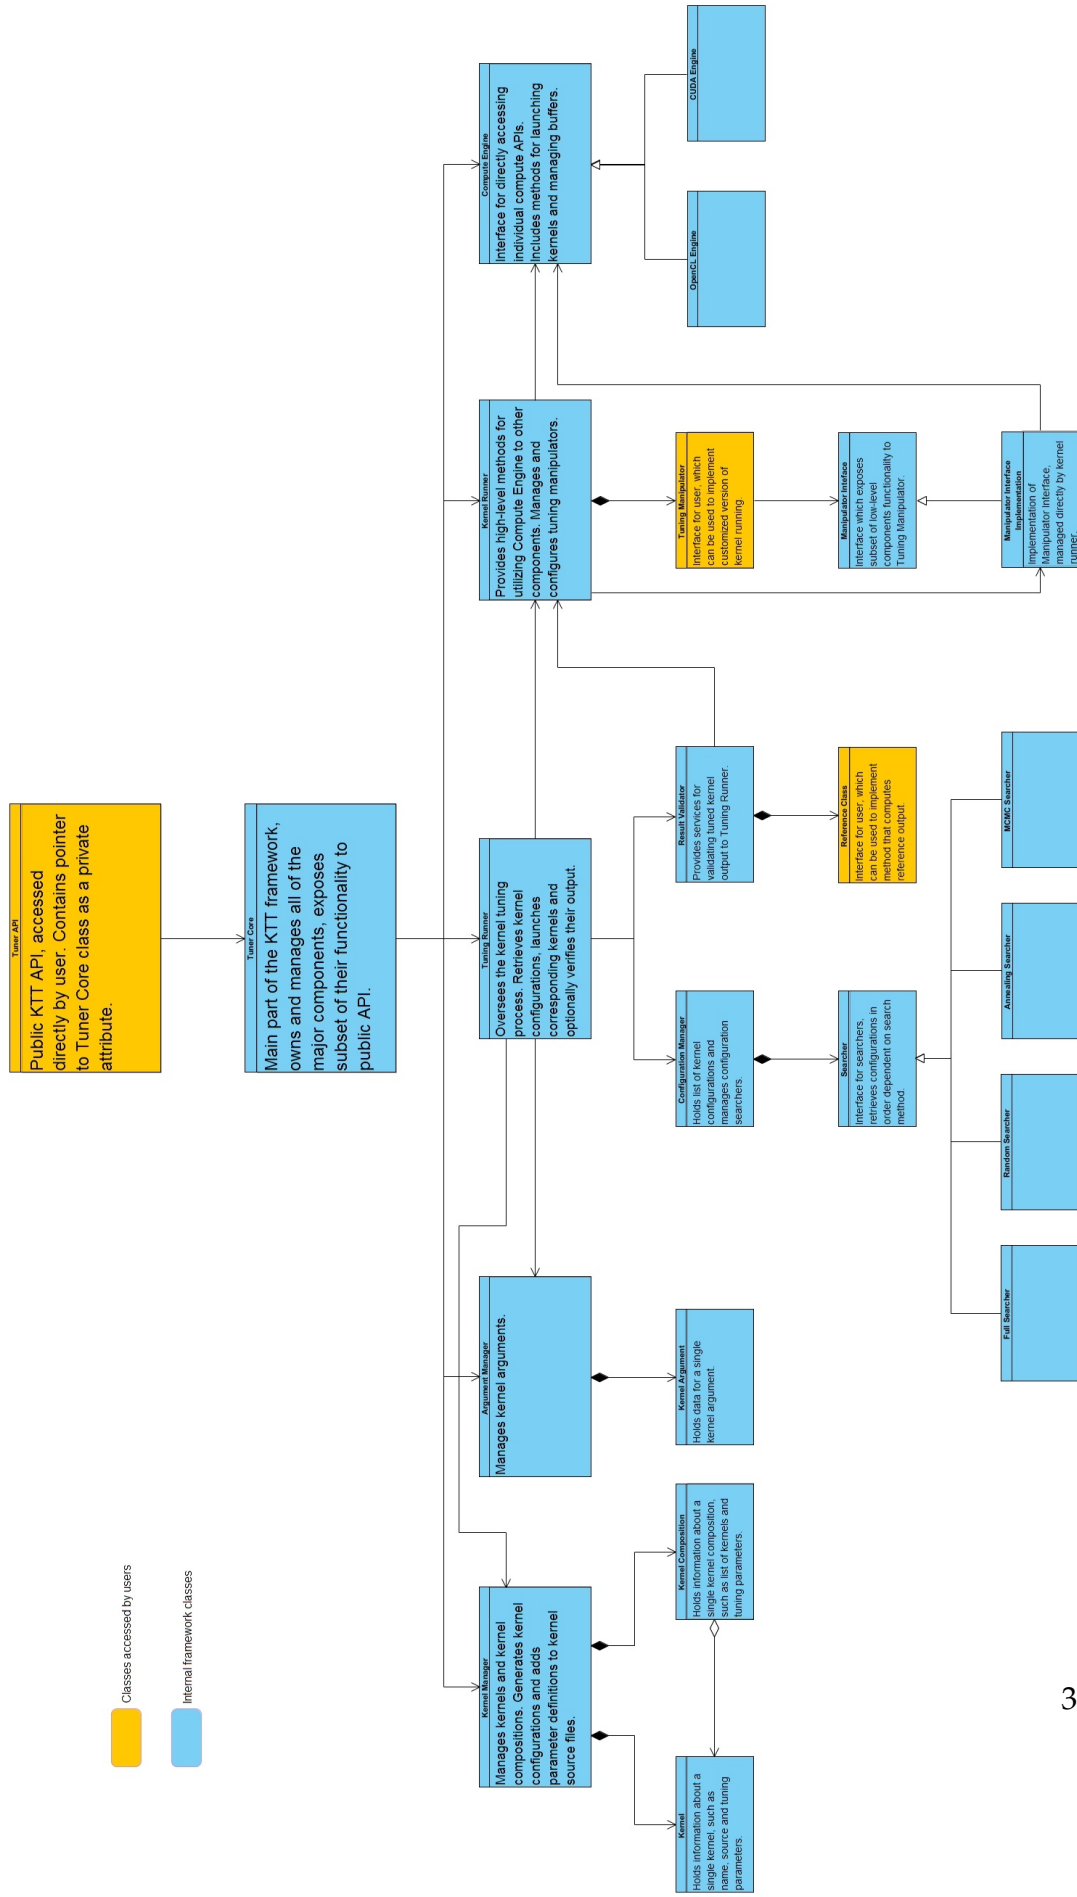 Tuner API
Public KTT API, accessed
directly by user. Contains pointer
to Tuner Core class as a private
attribute.
Classes accessed by users
Internal framework classes
Tuner Core
Main part of the KTT framework,
owns and manages all of the
major components, exposes
subset of their functionality to
public API.
Kernel Manager
Manages kernels and kernel
compositions. Generates kernel
configurations and adds
parameter definitions to kernel
source files.
Argument Manager
Manages kernel arguments.
Tuning Runner
Oversees the kernel tuning
process. Retrieves kernel
configurations, launches
corresponding kernels and
optionally verifies their output.
Kernel Runner
Provides high-level methods for
utilizing Compute Engine to other
components. Manages and
configures tuning manipulators.
Compute Engine
Interface for directly accessing
individual compute APIs.
Includes methods for launching
kernels and managing buffers.
Kernel
Holds information about a
single kernel, such as
name, source and tuning
parameters.
Kernel Composition
Holds information about a
single kernel composition,
such as list of kernels and
tuning parameters.
Kernel Argument
Holds data for a single
kernel argument.
Configuration Manager
Holds list of kernel
configurations and
manages configuration
searchers.
Result Validator
Provides services for
validating tuned kernel
output to Tuning Runner.
Tuning Manipulator
Interface for user, which
can be used to implement
customized version of
kernel running.
OpenCL Engine
CUDA Engine
Searcher
Interface for searchers,
retrieves configurations in
order dependent on search
method.
Reference Class
Interface for user, which
can be used to implement
method that computes
reference output.
Manipulator Inteface
Interface which exposes
subset of low-level
components functionality to
Tuning Manipulator.
Full Searcher
Random Searcher
Annealing Searcher
MCMC Searcher
Manipulator Interface
Implementation
Implementation of
Manipulator Interface,
managed directly by kernel
runner.
3